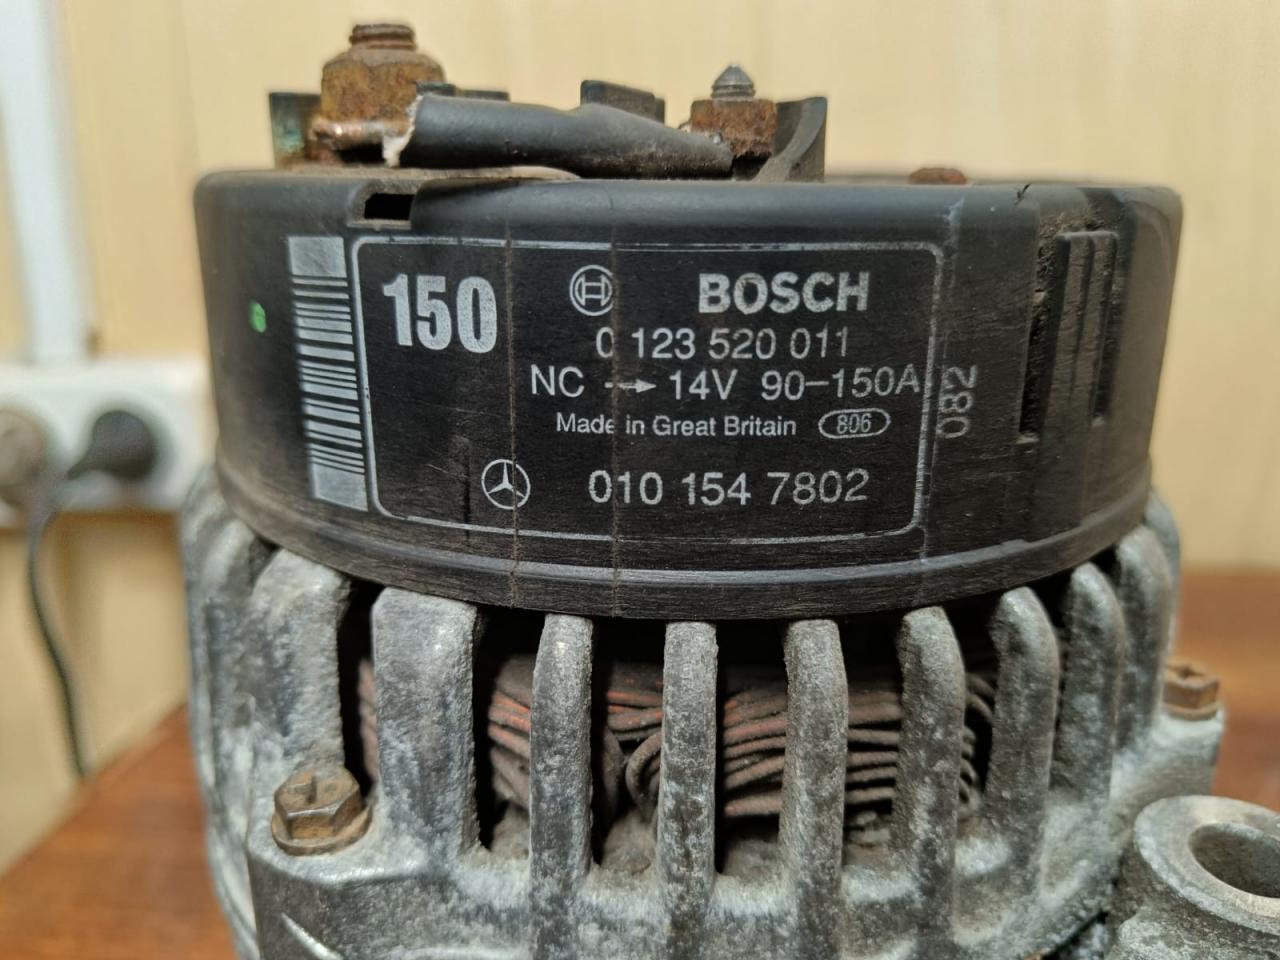 150
BOSCH
0 123 520 011
NC → 14V 90-150A
Made in Great Britain 806
010 154 7802
082